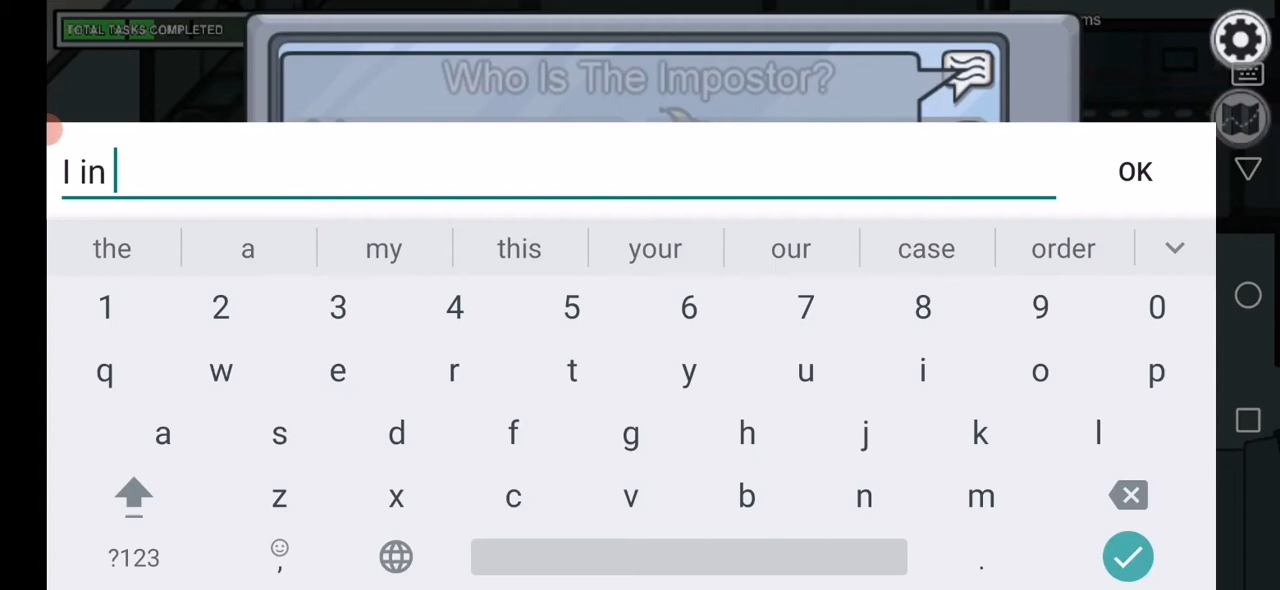 TOTAL TASKS COMPLETED
ms
Who Is The Impostor?
I in
OK
the a my this your our case order
1 2 3 4 5 6 7 8 9 0
q w e r t y u i o p
a s d f g h j k l
z x c v b n m
?123 , .